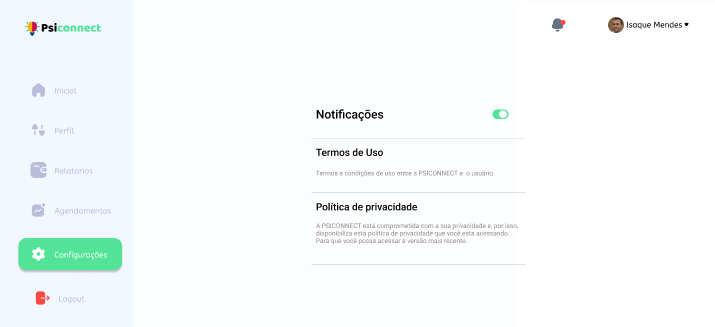 Psiconnect
Isaque Mendes
Inicial
Perfil
Relatorios
Agendamentos
Configurações
Logout
Notificações
Termos de Uso
Termos e condições de uso entre a PSICONNECT e o usuário
Política de privacidade
A PSICONNECT está comprometida com a sua privacidade e, por isso,
disponibiliza esta política de privacidade que você esta acessando.
Para que você possa acessar a versão mais recente.